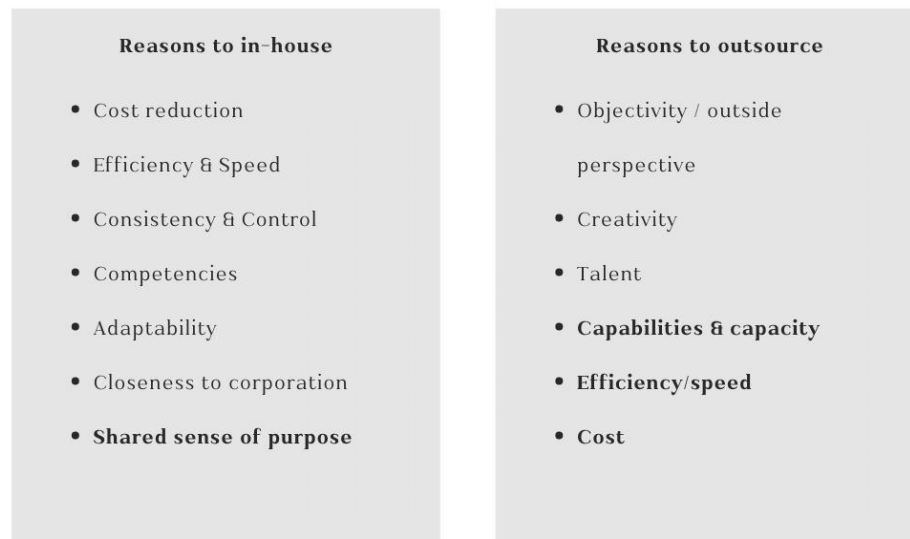 Reasons to in-house
• Cost reduction
• Efficiency & Speed
• Consistency & Control
• Competencies
• Adaptability
• Closeness to corporation
• Shared sense of purpose
Reasons to outsource
• Objectivity / outside
perspective
• Creativity
• Talent
• Capabilities & capacity
• Efficiency/speed
• Cost